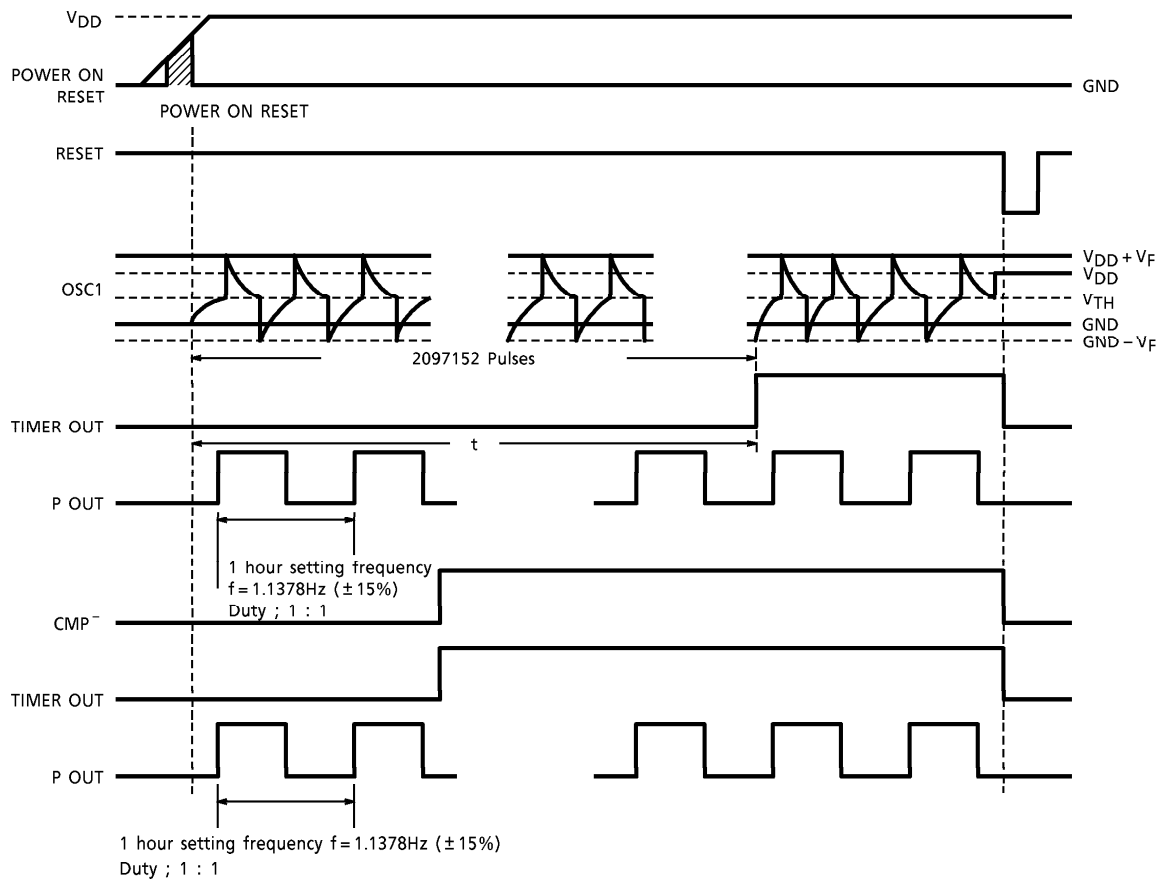 VDD
POWER ON
RESET
GND
POWER ON RESET
RESET
VDD + VF
VDD
OSC1
VTH
GND
GND – VF
2097152 Pulses
TIMER OUT
t
P OUT
1 hour setting frequency
f = 1.1378Hz (±15%)
Duty ; 1 : 1
CMP–
TIMER OUT
P OUT
1 hour setting frequency f = 1.1378Hz (±15%)
Duty ; 1 : 1